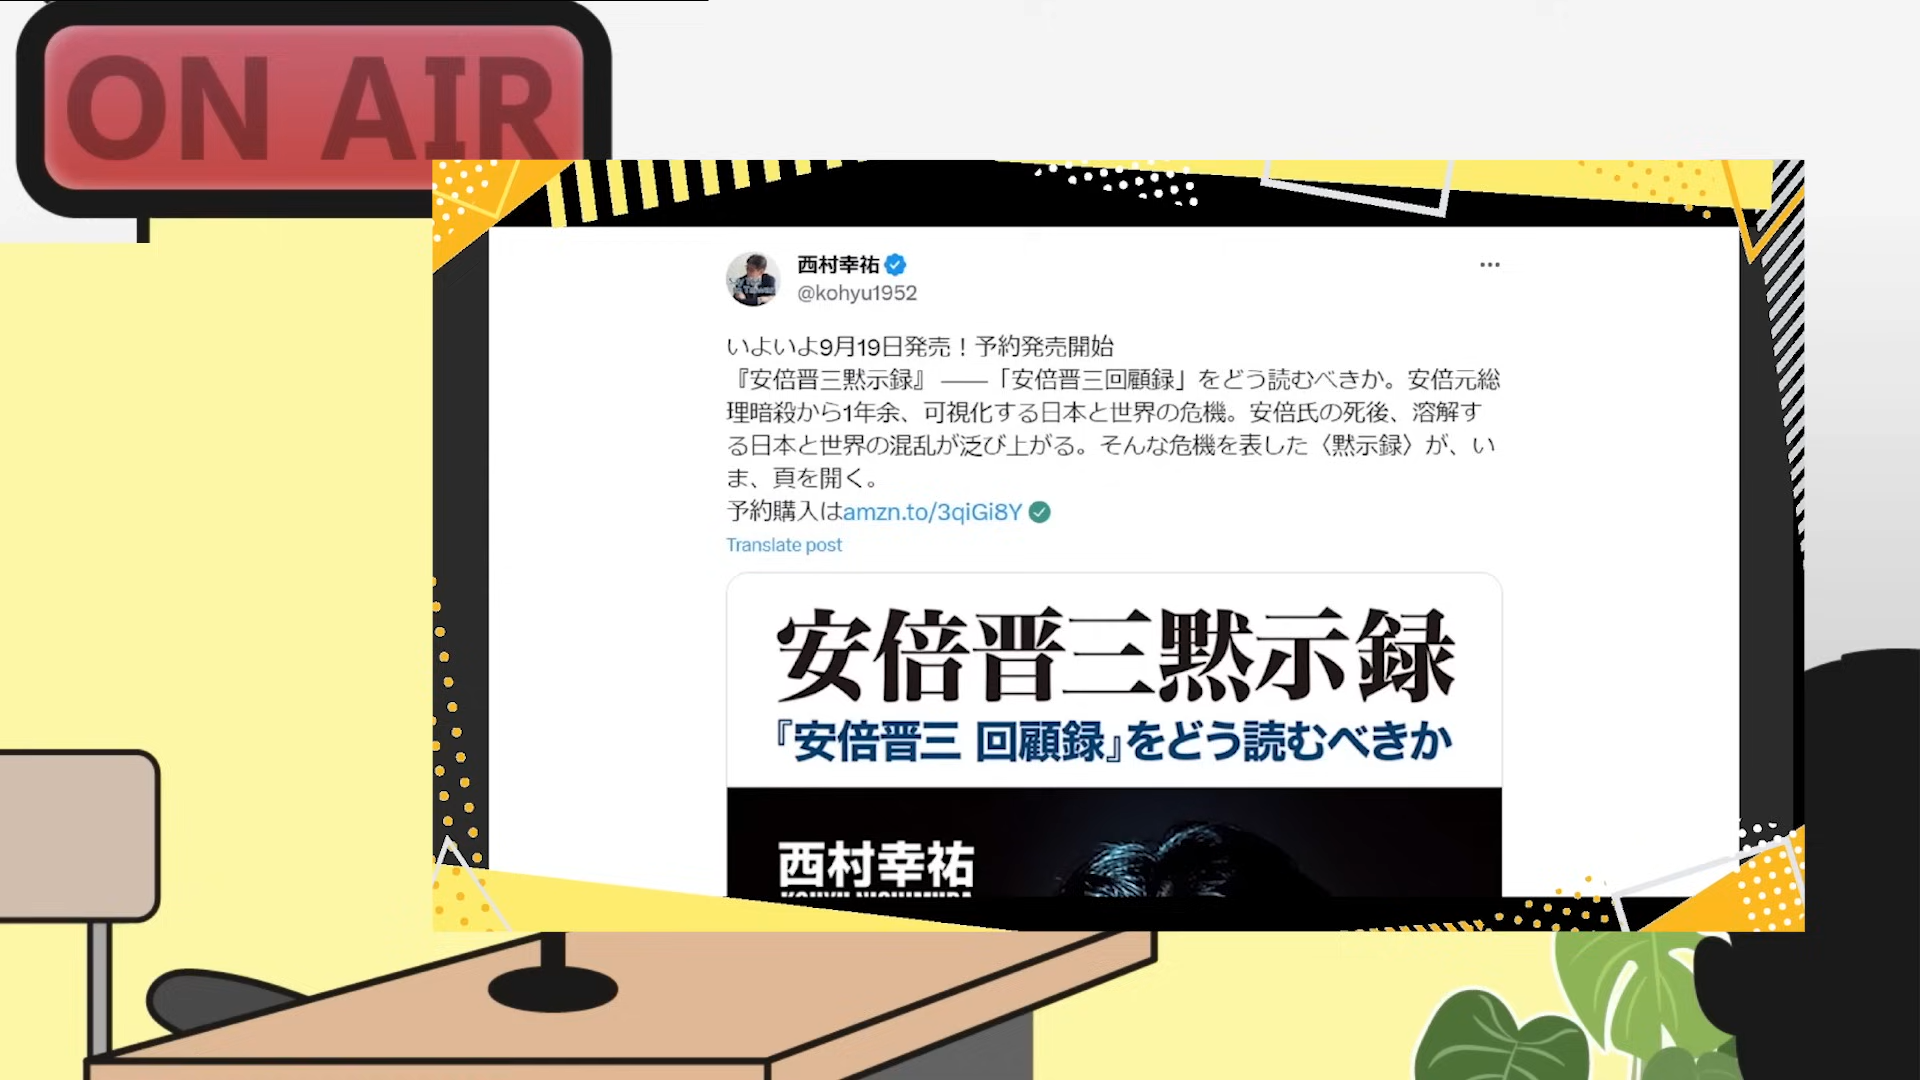 ON AIR
西村幸祐
@kohyu1952
いよいよ9月19日発売！予約発売開始
『安倍晋三黙示録』 ――「安倍晋三回顧録」をどう読むべきか。安倍元総
理暗殺から1年余、可視化する日本と世界の危機。安倍氏の死後、溶解す
る日本と世界の混乱が泛び上がる。そんな危機を表した〈黙示録〉が、い
ま、頁を開く。
予約購入はamzn.to/3qiGi8Y
Translate post
安倍晋三黙示録
『安倍晋三 回顧録』をどう読むべきか
西村幸祐